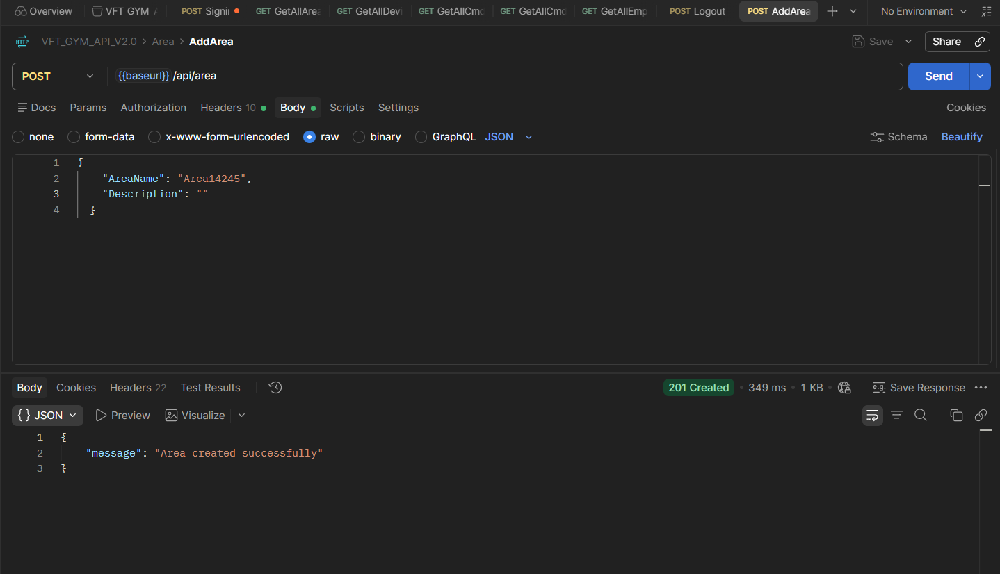 Overview VFT_GYM_A POST Signi GET GetAllArea GET GetAllDevi GET GetAllCmd GET GetAllCmd GET GetAllEmp POST Logout POST AddArea No Environment
HTTP VFT_GYM_API_V2.0 > Area > AddArea Save Share
POST {{baseurl}} /api/area Send
Docs Params Authorization Headers 10 Body Scripts Settings Cookies
none form-data x-www-form-urlencoded raw binary GraphQL JSON Schema Beautify
1 {
2 "AreaName": "Area14245",
3 "Description": ""
4 }
Body Cookies Headers 22 Test Results 201 Created • 349 ms • 1 KB • e.g. Save Response
{} JSON Preview Visualize
1 {
2 "message": "Area created successfully"
3 }